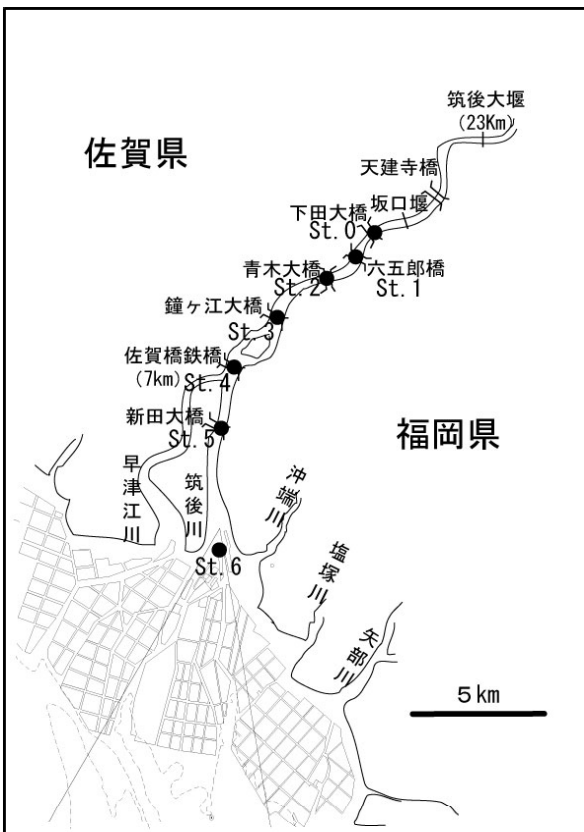 筑後大堰
(23Km)
佐賀県
天建寺橋
坂口堰
下田大橋
St.0
六五郎橋
St.1
青木大橋
St.2
鐘ヶ江大橋
St.3
佐賀橋鉄橋
(7km)
St.4
新田大橋
St.5
福岡県
早津江川
筑後川
沖端川
St.6
塩塚川
矢部川
5km